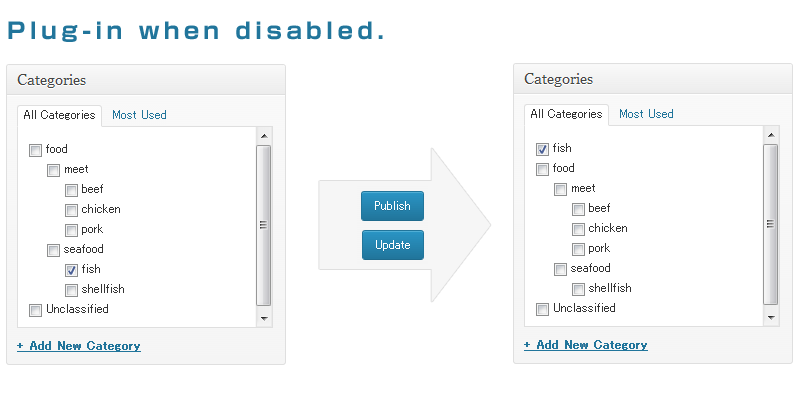 Plug-in when disabled.
Categories
All Categories Most Used
food
meet
beef
chicken
pork
seafood
fish
shellfish
Unclassified
+ Add New Category
Publish
Update
Categories
All Categories Most Used
fish
food
meet
beef
chicken
pork
seafood
shellfish
Unclassified
+ Add New Category